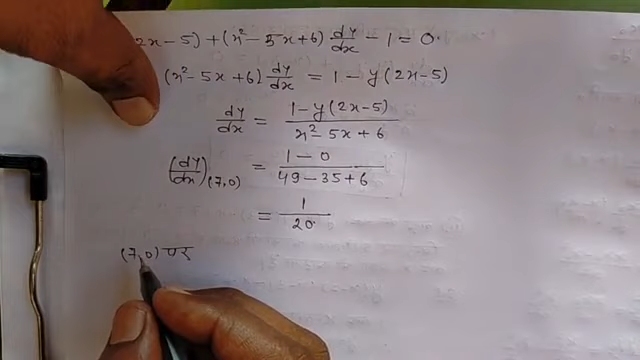 2x-5) + (x²-5x+6) dy/dx - 1 = 0.
(x²-5x+6) dy/dx = 1-y(2x-5)
dy/dx = 1-y(2x-5) / x²-5x+6
(dy/dx)(7,0) = 1-0 / 49-35+6
= 1/20
(7,0) पर